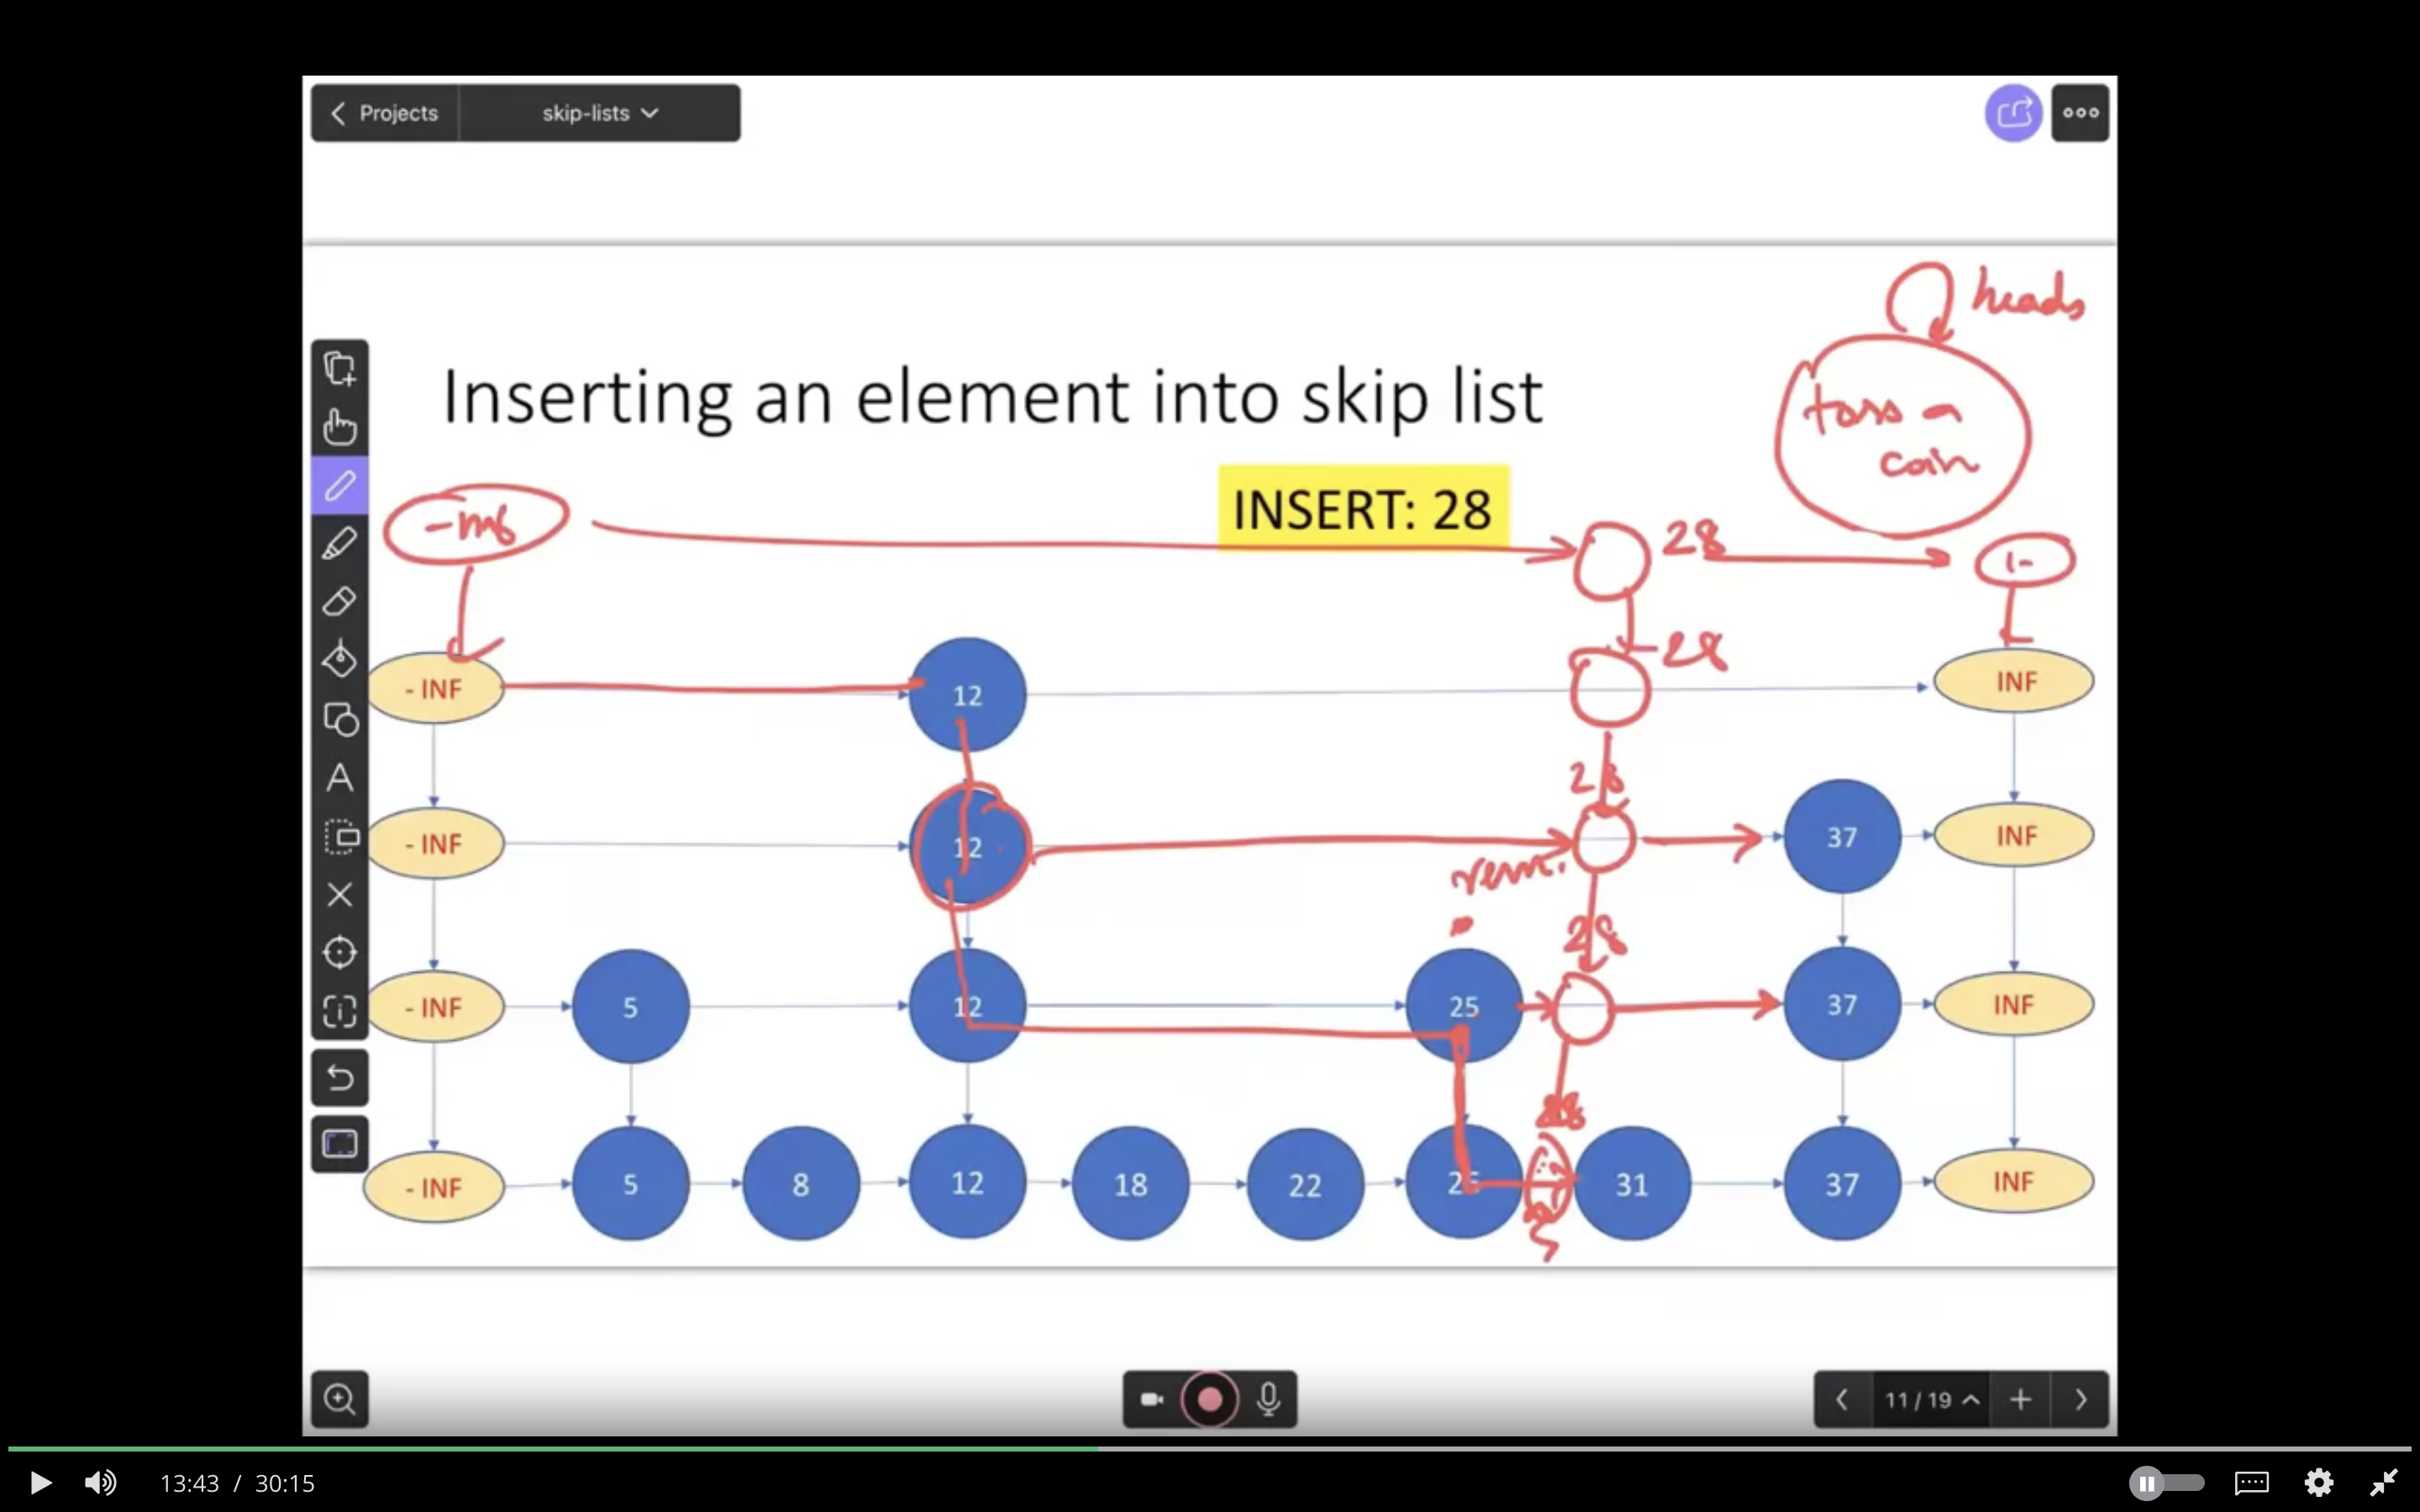 Projects skip-lists
heads
Inserting an element into skip list
toss a
coin
-inf INSERT: 28 28
28
- INF 12 INF
28
- INF 12 37 INF
rem.
28
- INF 5 12 25 37 INF
28
- INF 5 8 12 18 22 25 31 37 INF
11 / 19
13:43 / 30:15